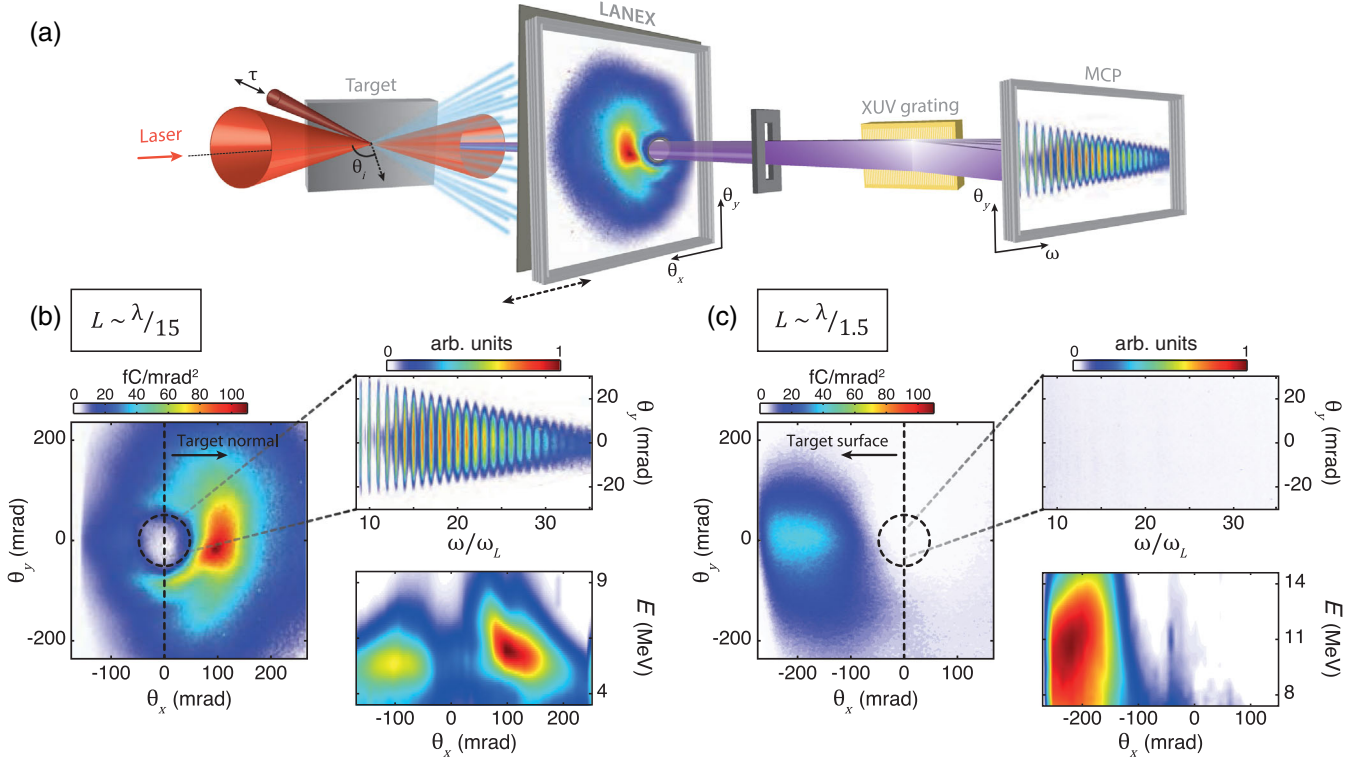 (a)
LANEX
τ
Target
MCP
Laser
XUV grating
θi
θy
θy
θx
ω
(b)
L ~ λ/15
(c)
L ~ λ/1.5
arb. units
0 1
fC/mrad²
0 20 40 60 80 100
Target normal
200
0
-200
θy (mrad)
-100 0 100 200
θx (mrad)
20
0
-20
θy (mrad)
10 20 30
ω/ωL
9
4
E (MeV)
-100 0 100 200
θx (mrad)
arb. units
0 1
fC/mrad²
0 20 40 60 80 100
Target surface
200
0
-200
θy (mrad)
-200 -100 0 100
θx (mrad)
20
0
-20
θy (mrad)
10 20 30
ω/ωL
14
11
8
E (MeV)
-200 -100 0 100
θx (mrad)